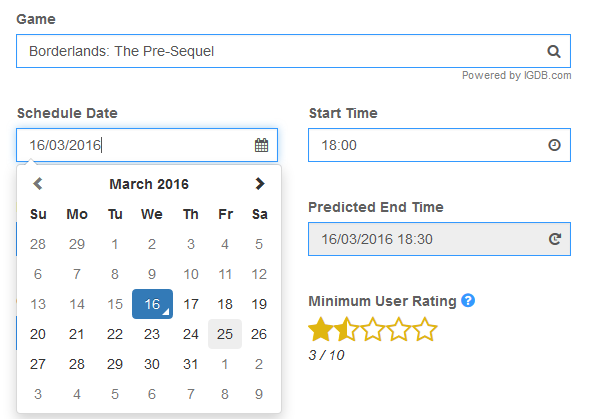 Game
Borderlands: The Pre-Sequel
Powered by IGDB.com
Schedule Date
16/03/2016
Start Time
18:00
March 2016
Su Mo Tu We Th Fr Sa
28 29 1 2 3 4 5
6 7 8 9 10 11 12
13 14 15 16 17 18 19
20 21 22 23 24 25 26
27 28 29 30 31 1 2
3 4 5 6 7 8 9
Predicted End Time
16/03/2016 18:30
Minimum User Rating ?
3 / 10